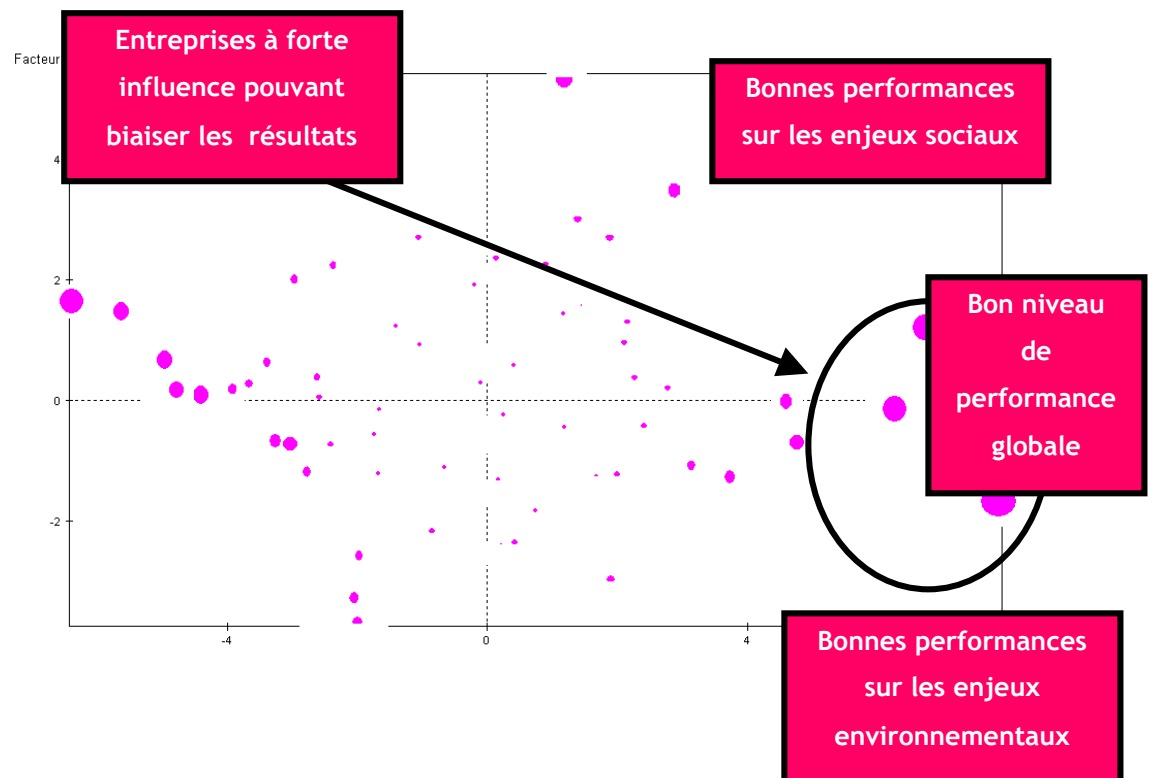 Entreprises à forte
influence pouvant
biaiser les résultats
Facteur
Bonnes performances
sur les enjeux sociaux
4
2
0
-2
Bon niveau
de
performance
globale
-4
0
4
Bonnes performances
sur les enjeux
environnementaux